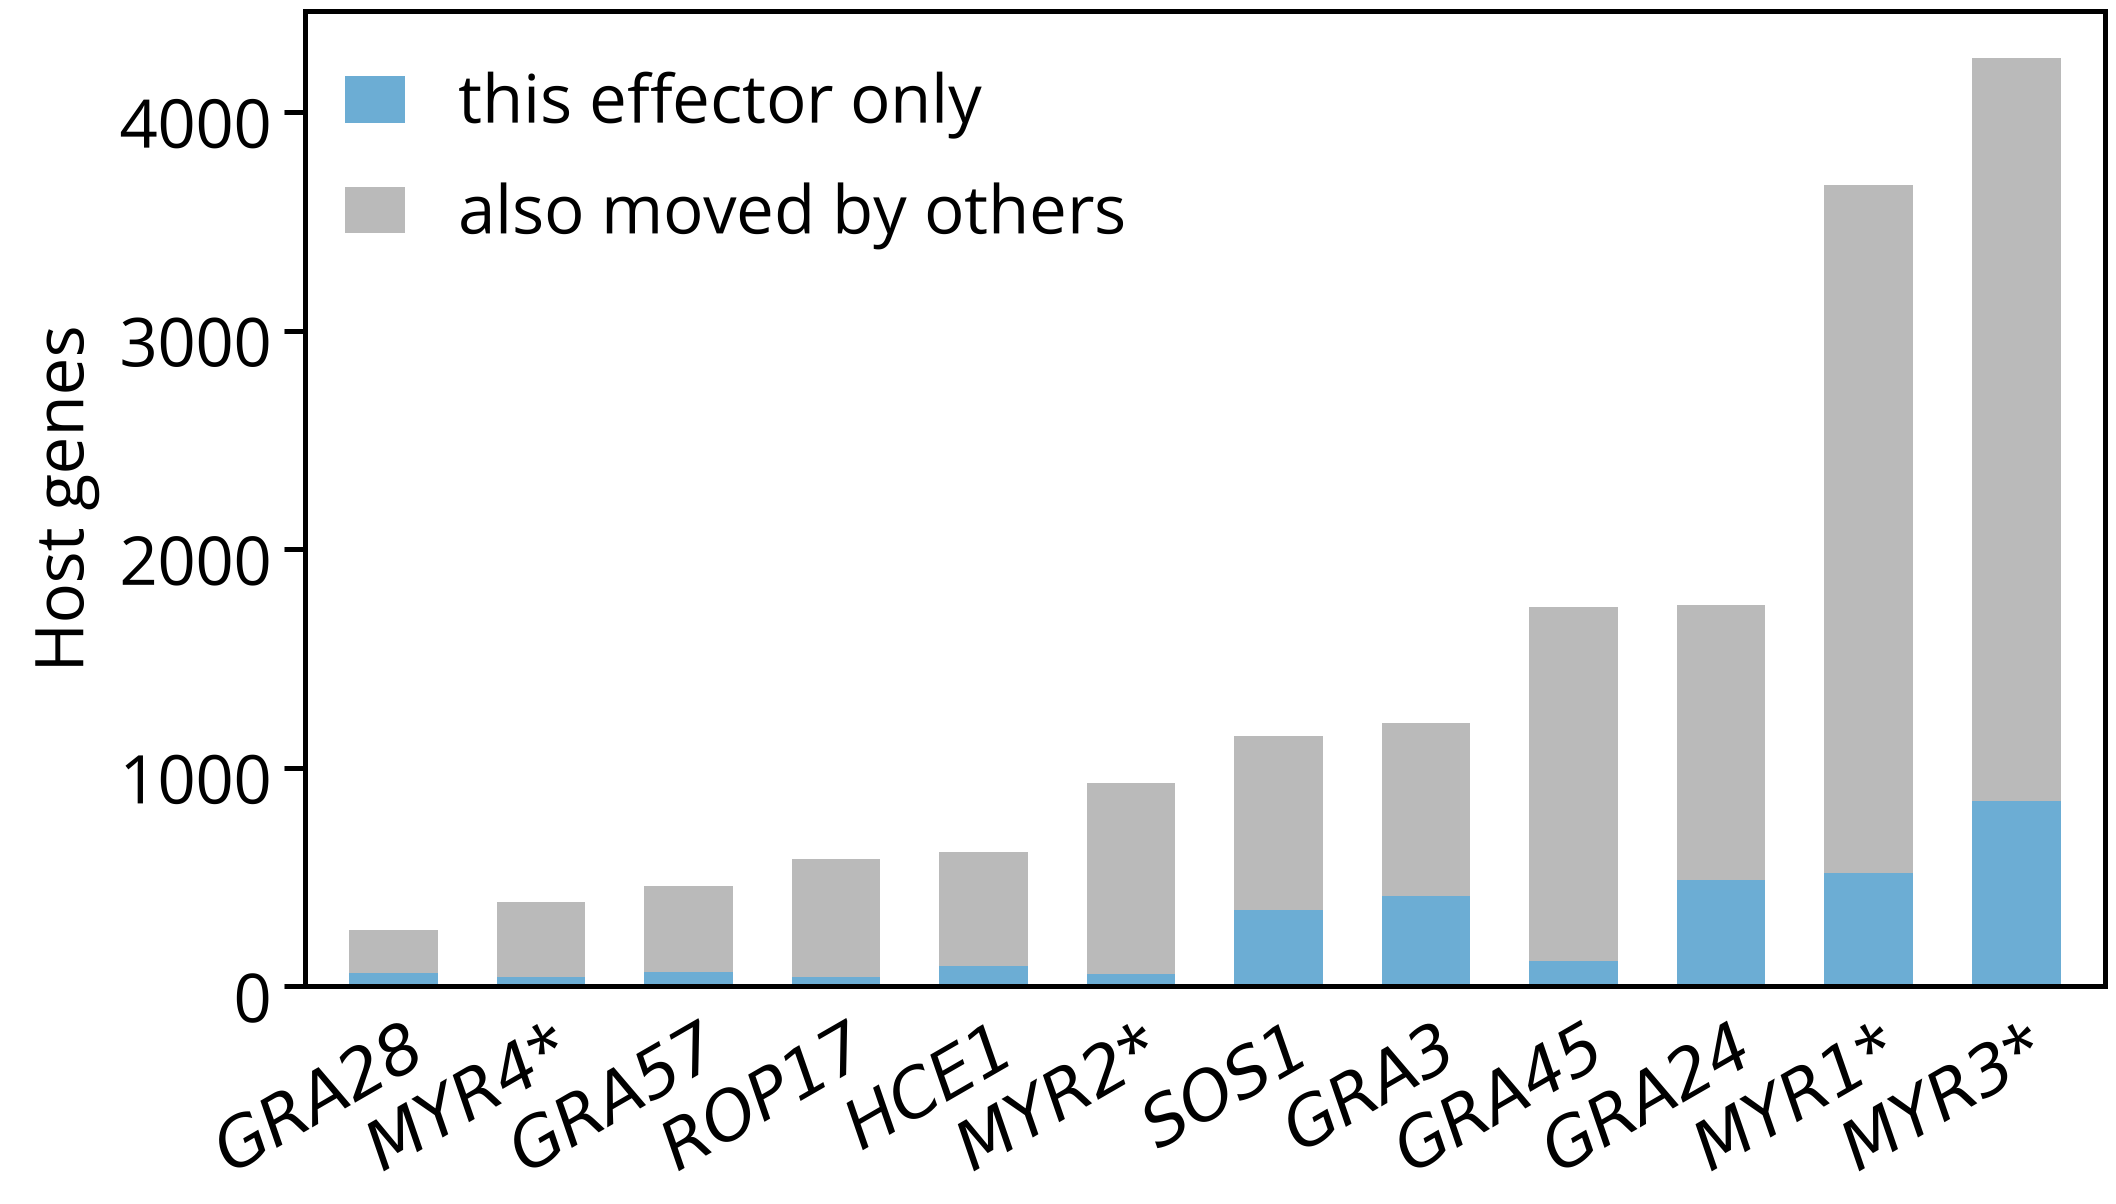 this effector only
also moved by others
Host genes
4000
3000
2000
1000
0
GRA28
MYR4*
GRA57
ROP17
HCE1
MYR2*
SOS1
GRA3
GRA45
GRA24
MYR1*
MYR3*